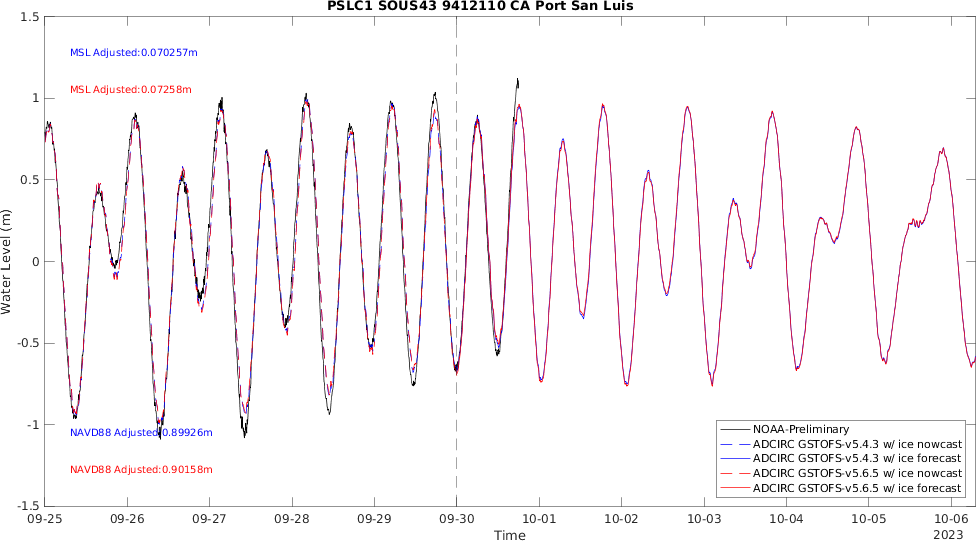 PSLC1 SOUS43 9412110 CA Port San Luis
1.5
MSL Adjusted:0.070257m
MSL Adjusted:0.07258m
1
0.5
0
-0.5
-1
-1.5
Water Level (m)
NAVD88 Adjusted:0.89926m
NAVD88 Adjusted:0.90158m
NOAA-Preliminary
ADCIRC GSTOFS-v5.4.3 w/ ice nowcast
ADCIRC GSTOFS-v5.4.3 w/ ice forecast
ADCIRC GSTOFS-v5.6.5 w/ ice nowcast
ADCIRC GSTOFS-v5.6.5 w/ ice forecast
09-25 09-26 09-27 09-28 09-29 09-30 10-01 10-02 10-03 10-04 10-05 10-06
2023
Time